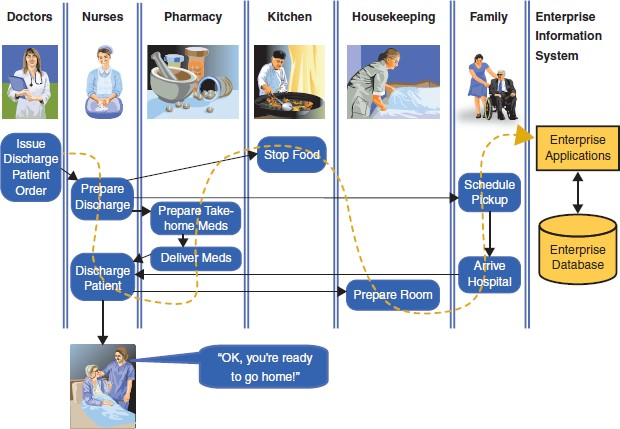 Doctors
Nurses
Pharmacy
Kitchen
Housekeeping
Family
Enterprise
Information
System
Issue
Discharge
Patient
Order
Stop Food
Enterprise
Applications
Prepare
Discharge
Schedule
Pickup
Prepare Take-
home Meds
Deliver Meds
Enterprise
Database
Discharge
Patient
Arrive
Hospital
Prepare Room
“OK, you're ready
to go home!”